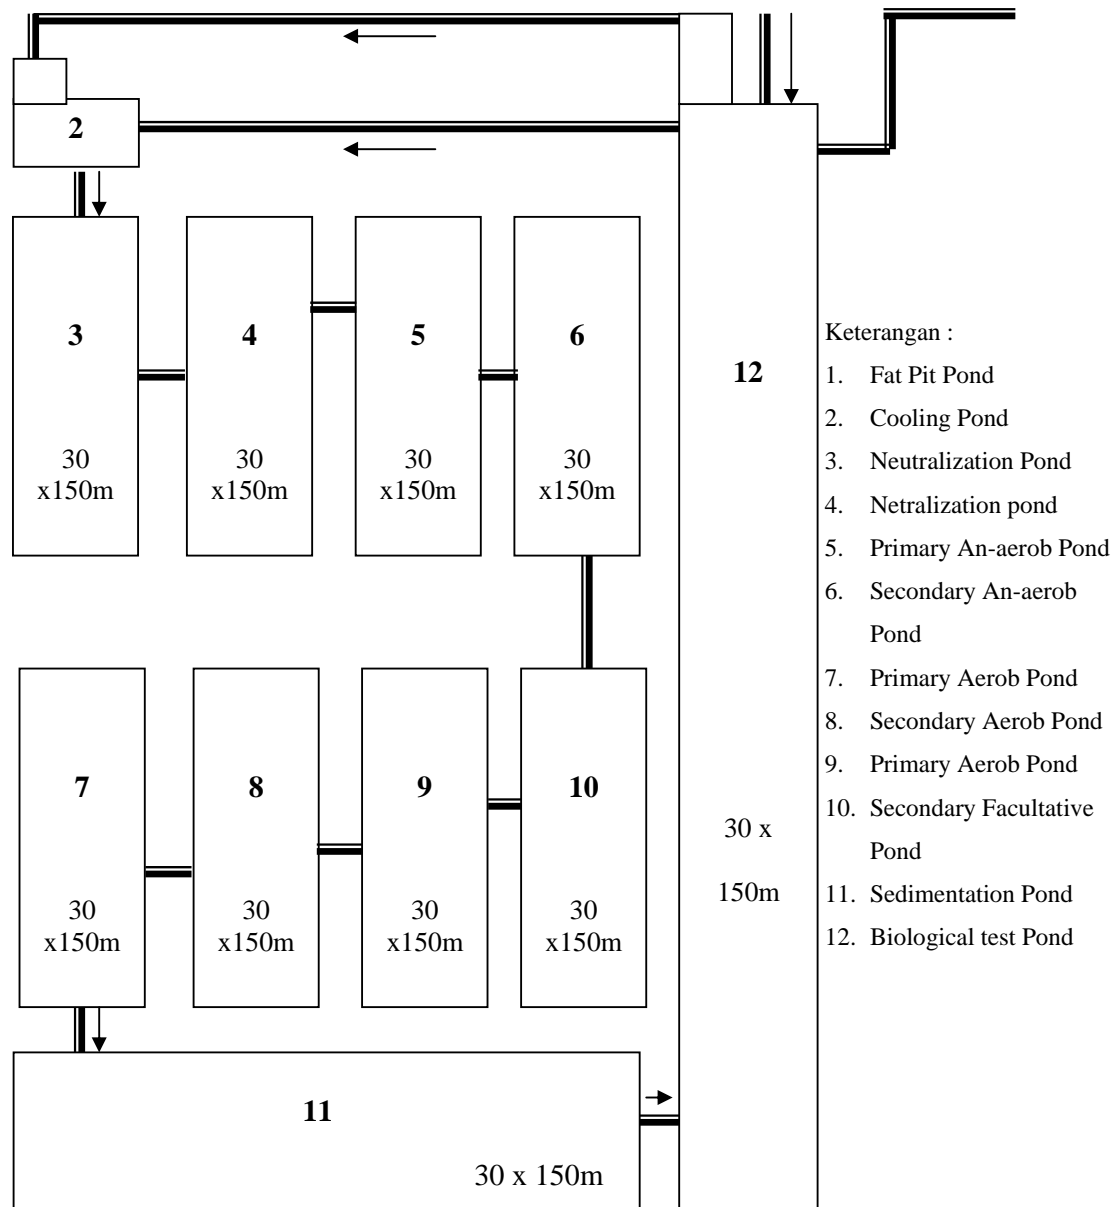 2
3
4
5
6
12
30
x150m
30
x150m
30
x150m
30
x150m
Keterangan :
1. Fat Pit Pond
2. Cooling Pond
3. Neutralization Pond
4. Netralization pond
5. Primary An-aerob Pond
6. Secondary An-aerob
Pond
7. Primary Aerob Pond
8. Secondary Aerob Pond
9. Primary Aerob Pond
10. Secondary Facultative
Pond
11. Sedimentation Pond
12. Biological test Pond
7
8
9
10
30 x
150m
30
x150m
30
x150m
30
x150m
30
x150m
11
30 x 150m